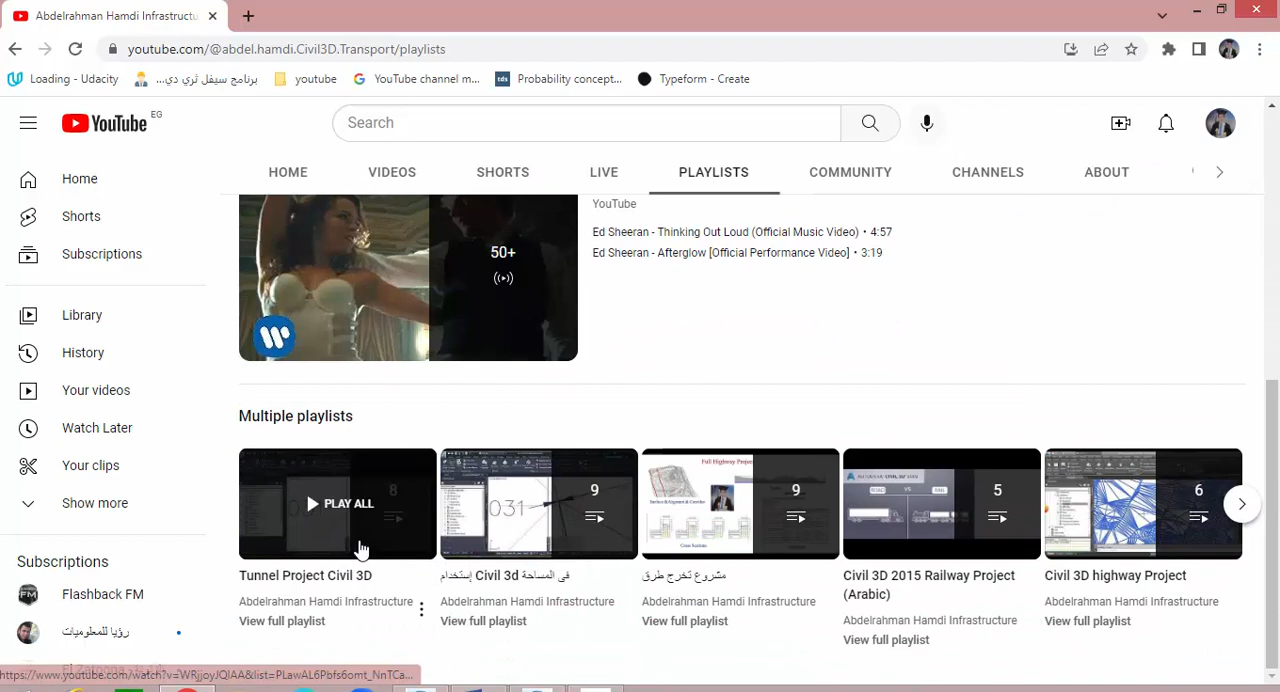 Abdelrahman Hamdi Infrastructu
youtube.com/@abdel.hamdi.Civil3D.Transport/playlists
Loading - Udacity
برنامج سيفل ثري دي...
youtube
YouTube channel m...
tds
Probability concept...
Typeform - Create
YouTube
EG
Search
HOME
VIDEOS
SHORTS
LIVE
PLAYLISTS
COMMUNITY
CHANNELS
ABOUT
Home
Shorts
Subscriptions
Library
History
Your videos
Watch Later
Your clips
Show more
Subscriptions
Flashback FM
رؤيا للمعلوميات
50+
YouTube
Ed Sheeran - Thinking Out Loud (Official Music Video) • 4:57
Ed Sheeran - Afterglow [Official Performance Video] • 3:19
Multiple playlists
PLAY ALL
8
031
9
Full Highway Project
9
VS
5
6
Tunnel Project Civil 3D
Abdelrahman Hamdi Infrastructure
View full playlist
إستخدام Civil 3d فى المساحة
Abdelrahman Hamdi Infrastructure
View full playlist
مشروع تخرج طرق
Abdelrahman Hamdi Infrastructure
View full playlist
Civil 3D 2015 Railway Project
(Arabic)
Abdelrahman Hamdi Infrastructure
View full playlist
Civil 3D highway Project
Abdelrahman Hamdi Infrastructure
View full playlist
https://www.youtube.com/watch?v=WRjjoyJQIAA&list=PLawAL6Pbfs6omt_NnTCa...